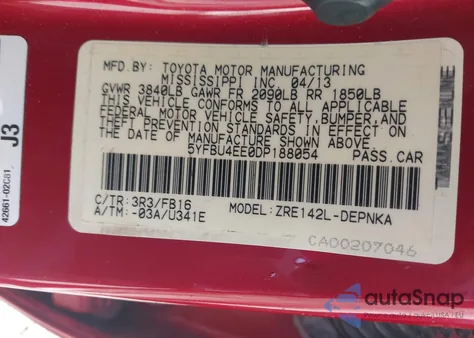 MFD.BY: TOYOTA MOTOR MANUFACTURING
MISSISSIPPI, INC. 04/13
GVWR 3840LB GAWR FR 2090LB RR 1850LB
THIS VEHICLE CONFORMS TO ALL APPLICABLE
FEDERAL MOTOR VEHICLE SAFETY,BUMPER,AND
THEFT PREVENTION STANDARDS IN EFFECT ON
THE DATE OF MANUFACTURE SHOWN ABOVE.
5YFBU4EE0DP188054 PASS.CAR
C/TR: 3R3/FB16
A/TM: -03A/U341E MODEL: ZRE142L-DEPNKA
CA00207046
J3
42661-02C81
autoSnap